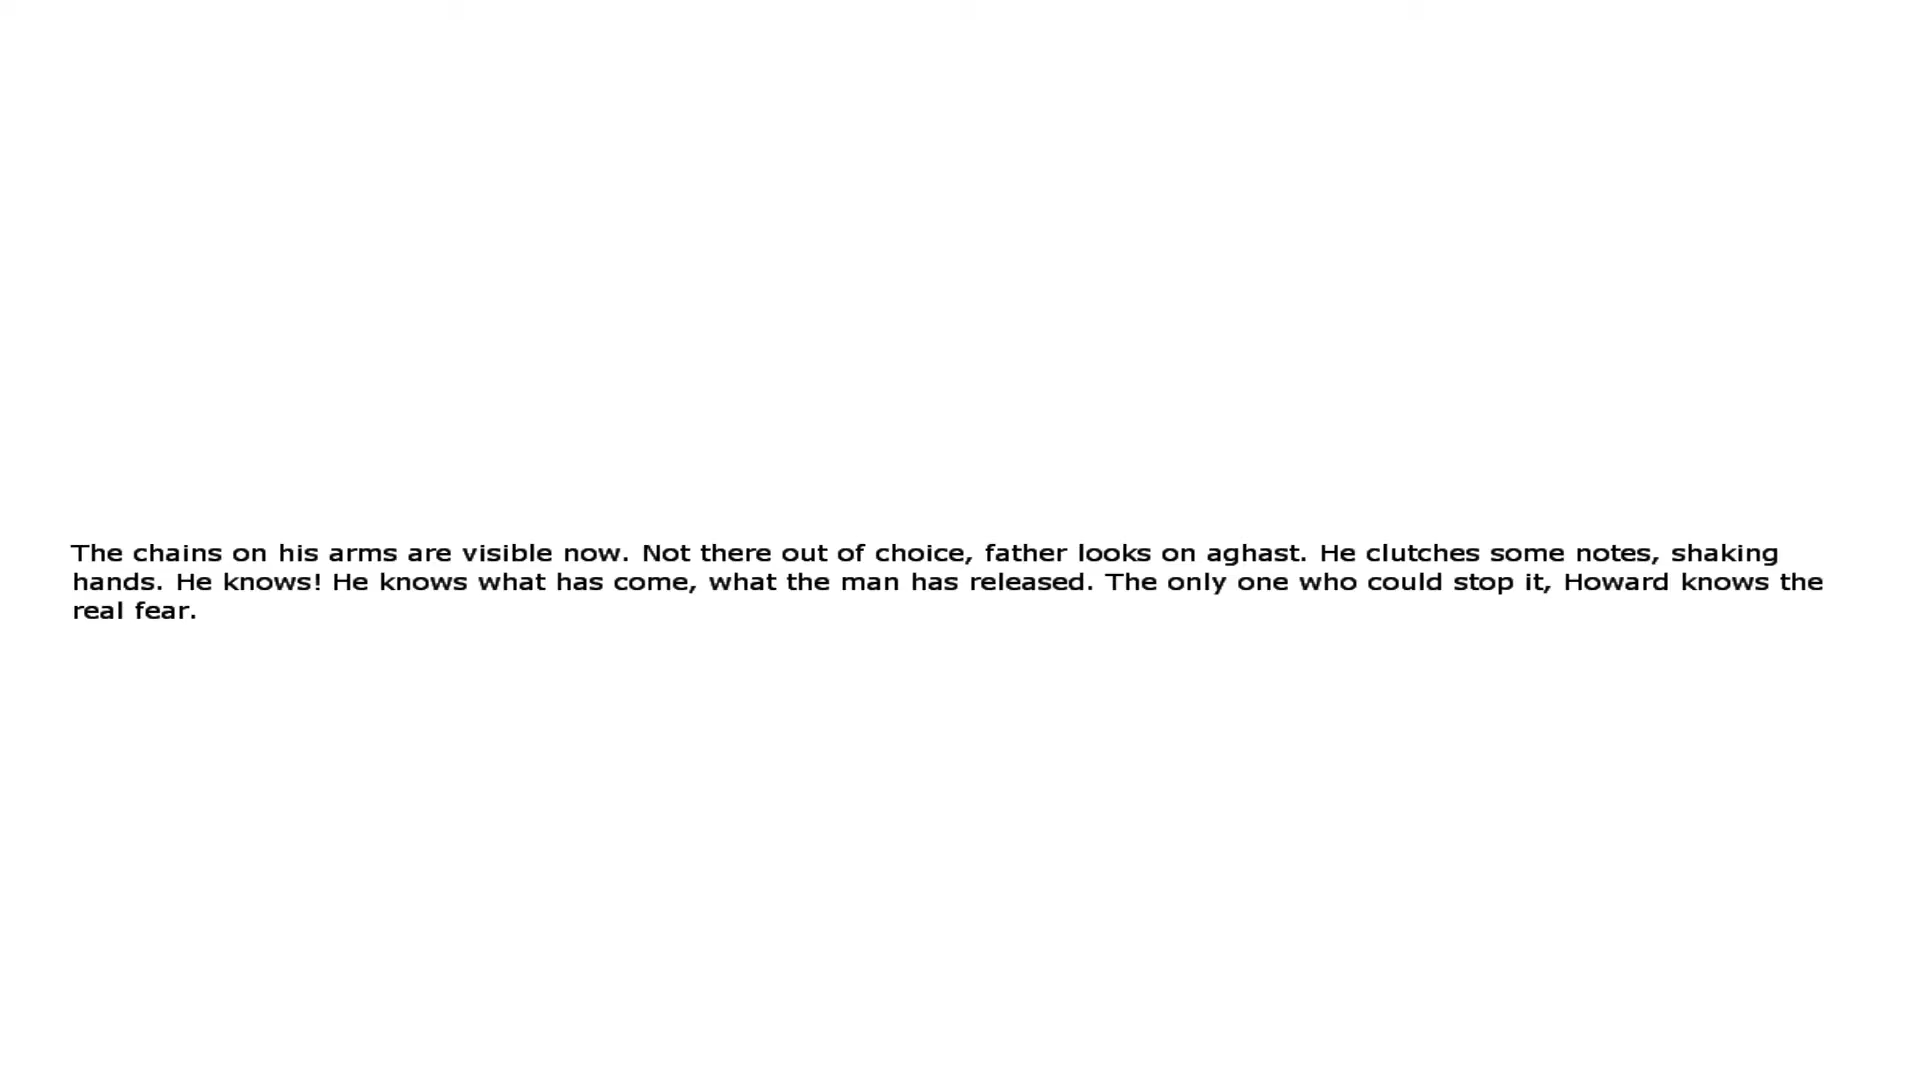 The chains on his arms are visible now. Not there out of choice, father looks on aghast. He clutches some notes, shaking
hands. He knows! He knows what has come, what the man has released. The only one who could stop it, Howard knows the
real fear.